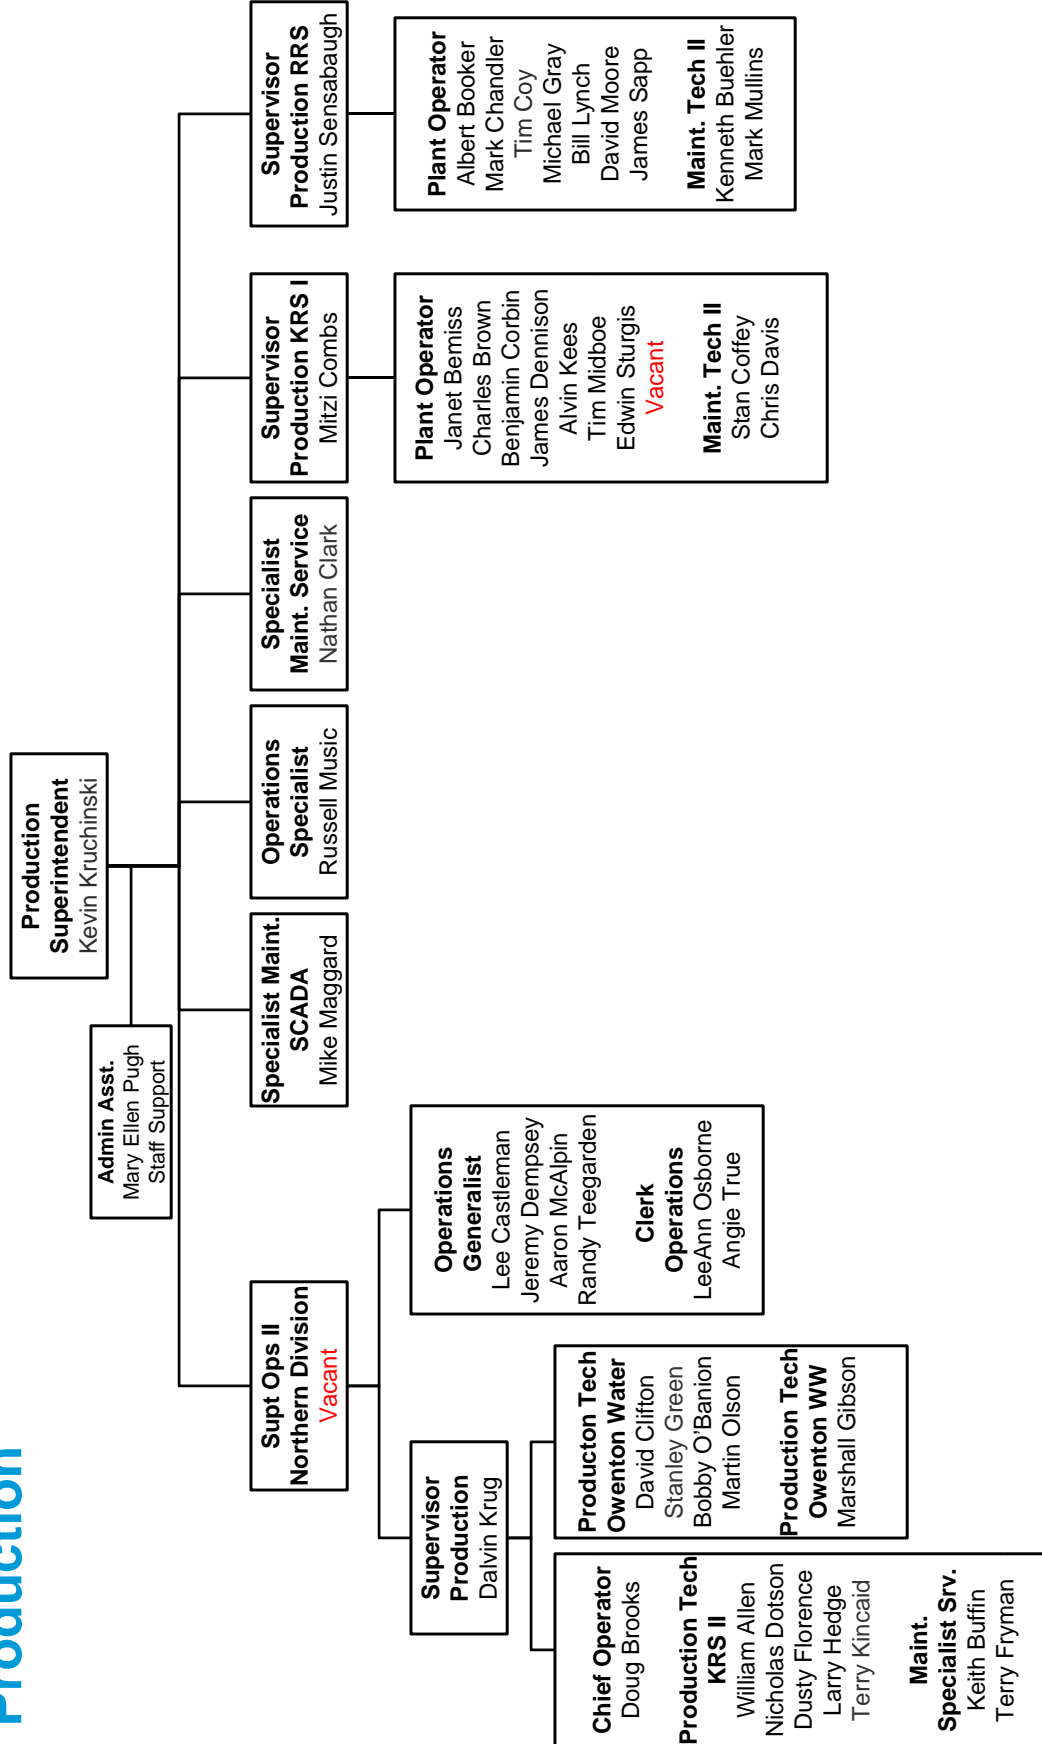 Production
Production
Superintendent
Kevin Kruchinski
Admin Asst.
Mary Ellen Pugh
Staff Support
Supt Ops II
Northern Division
Vacant
Specialist Maint.
SCADA
Mike Maggard
Operations
Specialist
Russell Music
Specialist
Maint. Service
Nathan Clark
Supervisor
Production KRS I
Mitzi Combs
Supervisor
Production RRS
Justin Sensabaugh
Supervisor
Production
Dalvin Krug
Operations
Generalist
Lee Castleman
Jeremy Dempsey
Aaron McAlpin
Randy Teegarden
Clerk
Operations
LeeAnn Osborne
Angie True
Plant Operator
Janet Bemiss
Charles Brown
Benjamin Corbin
James Dennison
Alvin Kees
Tim Midboe
Edwin Sturgis
Vacant
Maint. Tech II
Stan Coffey
Chris Davis
Plant Operator
Albert Booker
Mark Chandler
Tim Coy
Michael Gray
Bill Lynch
David Moore
James Sapp
Maint. Tech II
Kenneth Buehler
Mark Mullins
Chief Operator
Doug Brooks
Production Tech
KRS II
William Allen
Nicholas Dotson
Dusty Florence
Larry Hedge
Terry Kincaid
Maint.
Specialist Srv.
Keith Buffin
Terry Fryman
Producton Tech
Owenton Water
David Clifton
Stanley Green
Bobby O’Banion
Martin Olson
Production Tech
Owenton WW
Marshall Gibson